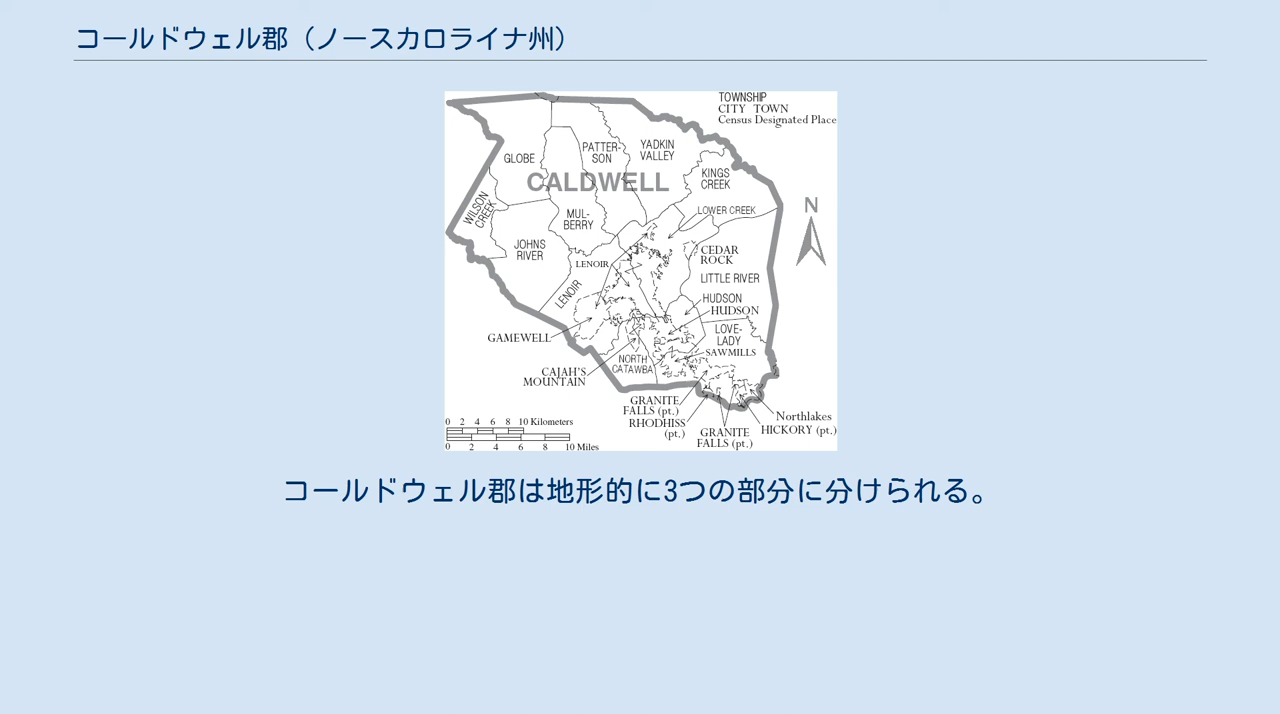 コールドウェル郡（ノースカロライナ州）
TOWNSHIP
CITY TOWN
Census Designated Place
GLOBE
PATTER-
SON
YADKIN
VALLEY
KINGS
CREEK
CALDWELL
WILSON
CREEK
MUL-
BERRY
LOWER CREEK
N
JOHNS
RIVER
LENOIR
CEDAR
ROCK
LITTLE RIVER
LENOIR
HUDSON
HUDSON
GAMEWELL
LOVE-
LADY
SAWMILLS
NORTH
CATAWBA
CAJAH'S
MOUNTAIN
GRANITE
FALLS (pt.)
RHODHISS
(pt.)
GRANITE
FALLS (pt.)
Northlakes
HICKORY (pt.)
0 2 4 6 8 10 Kilometers
0 2 4 6 8 10 Miles
コールドウェル郡は地形的に3つの部分に分けられる。